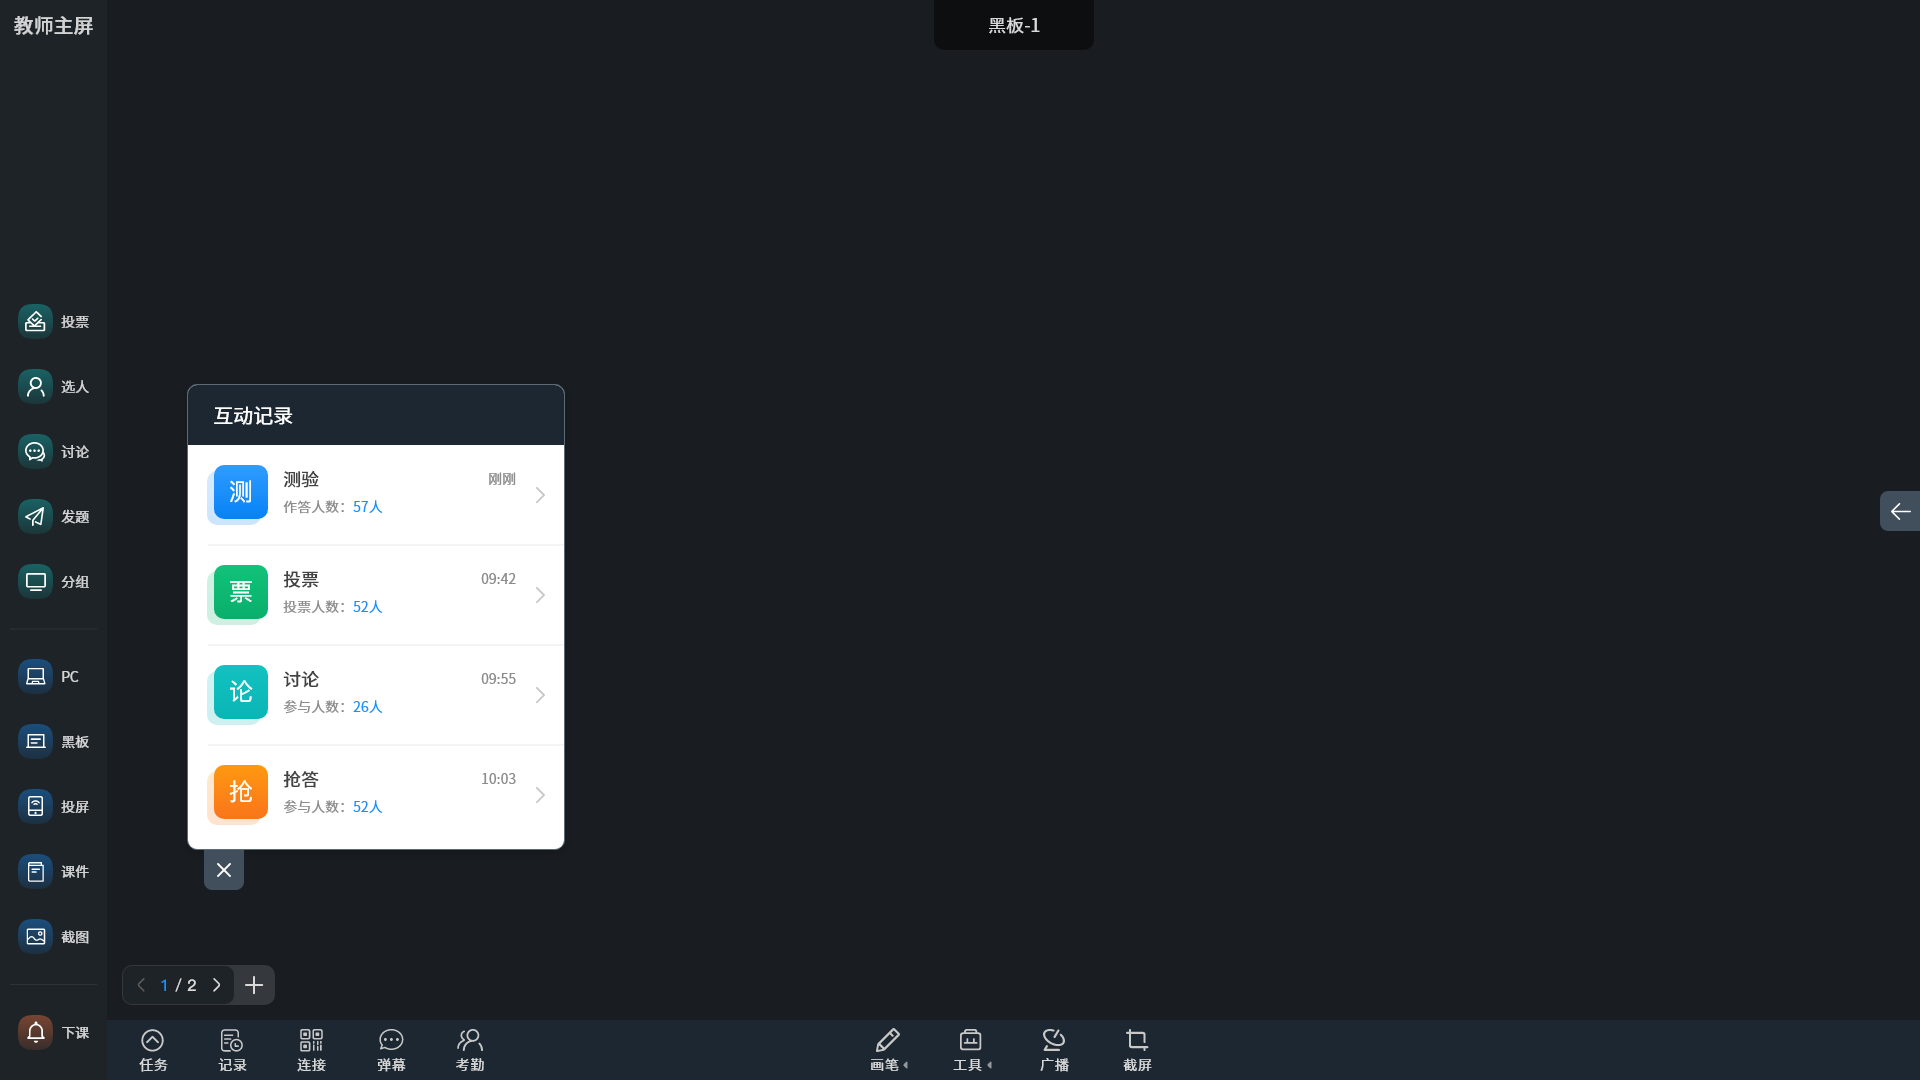 教师主屏
黑板-1
投票
选人
讨论
发题
分组
PC
黑板
投屏
课件
截图
下课
互动记录
测
测验
刚刚
作答人数：57人
票
投票
09:42
投票人数：52人
论
讨论
09:55
参与人数：26人
抢
抢答
10:03
参与人数：52人
1 / 2
任务
记录
连接
弹幕
考勤
画笔
工具
广播
截屏